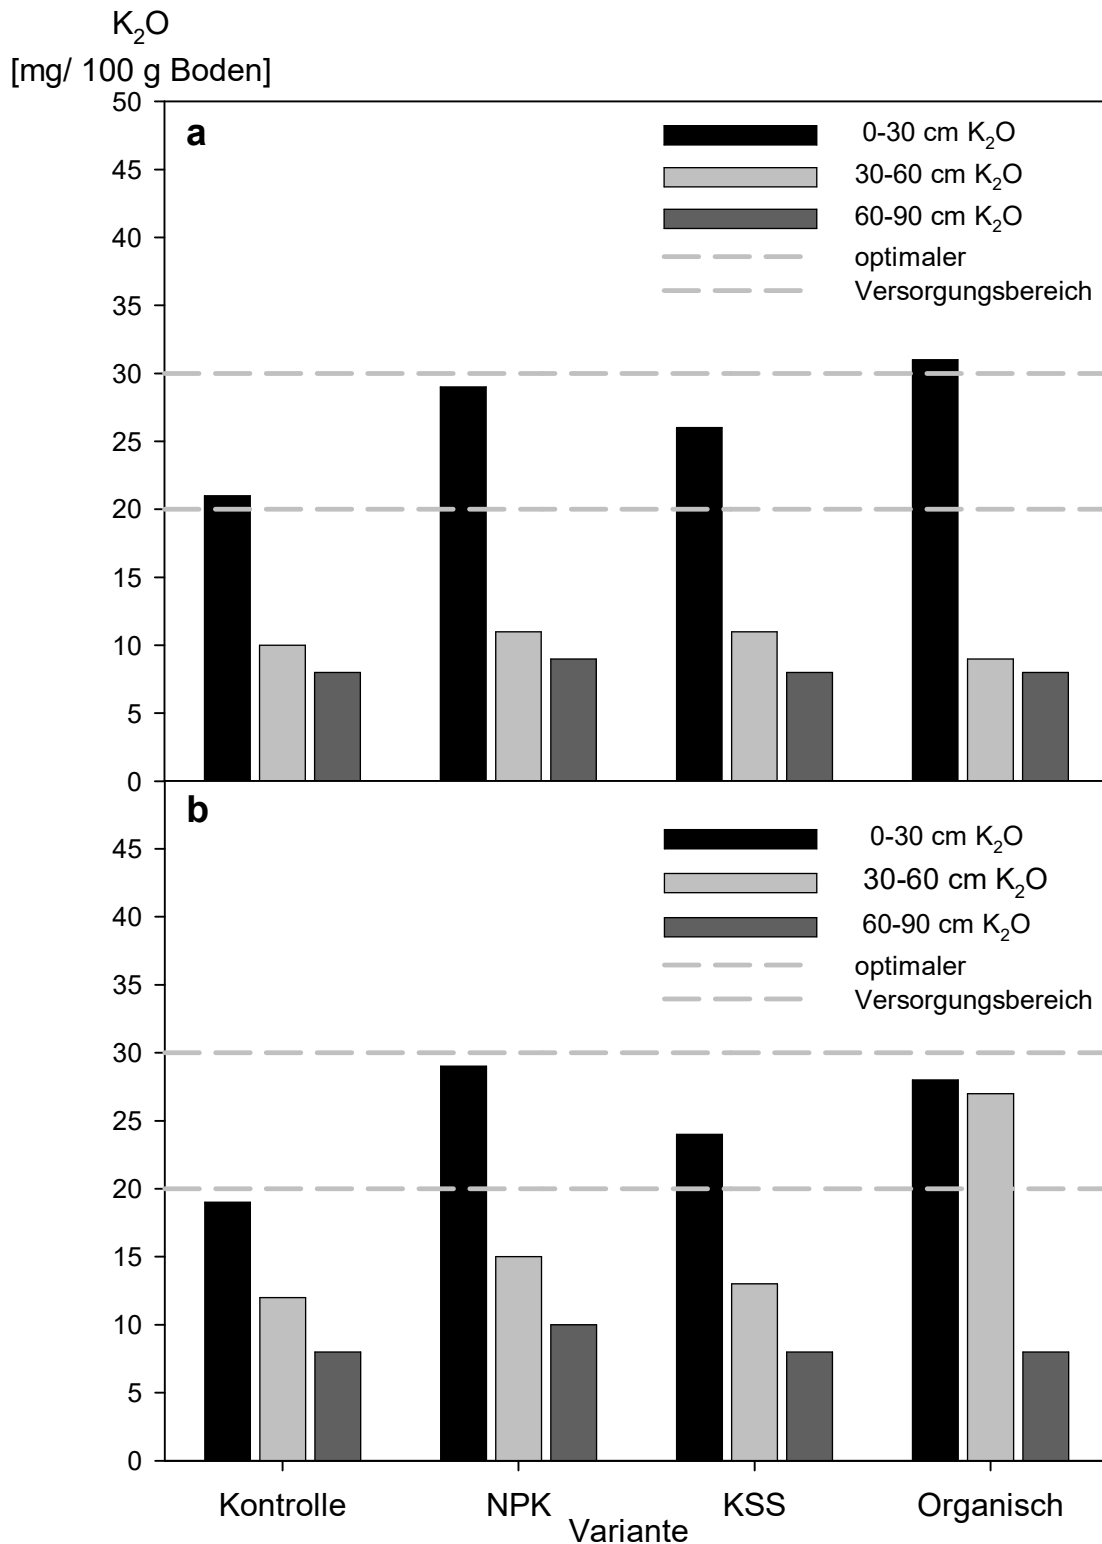 K₂O
[mg/ 100 g Boden]
50
a
0-30 cm K₂O
45
30-60 cm K₂O
60-90 cm K₂O
40
optimaler
35
Versorgungsbereich
30
25
20
15
10
5
0
b
0-30 cm K₂O
45
30-60 cm K₂O
40
60-90 cm K₂O
optimaler
35
Versorgungsbereich
30
25
20
15
10
5
0
Kontrolle NPK KSS Organisch
Variante